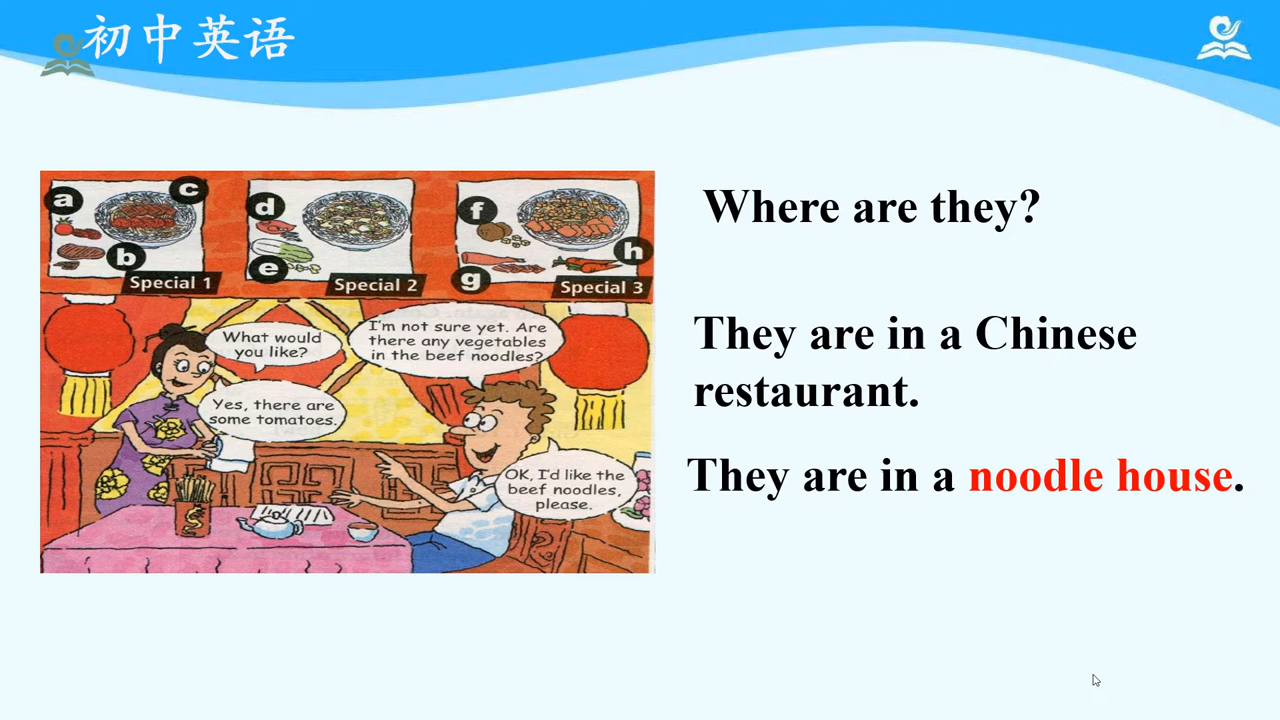 初中英语
a
c
b
Special 1
d
e
Special 2
f
h
g
Special 3
What would
you like?
I'm not sure yet. Are
there any vegetables
in the beef noodles?
Yes, there are
some tomatoes.
OK, I'd like the
beef noodles,
please.
Where are they?
They are in a Chinese
restaurant.
They are in a noodle house.